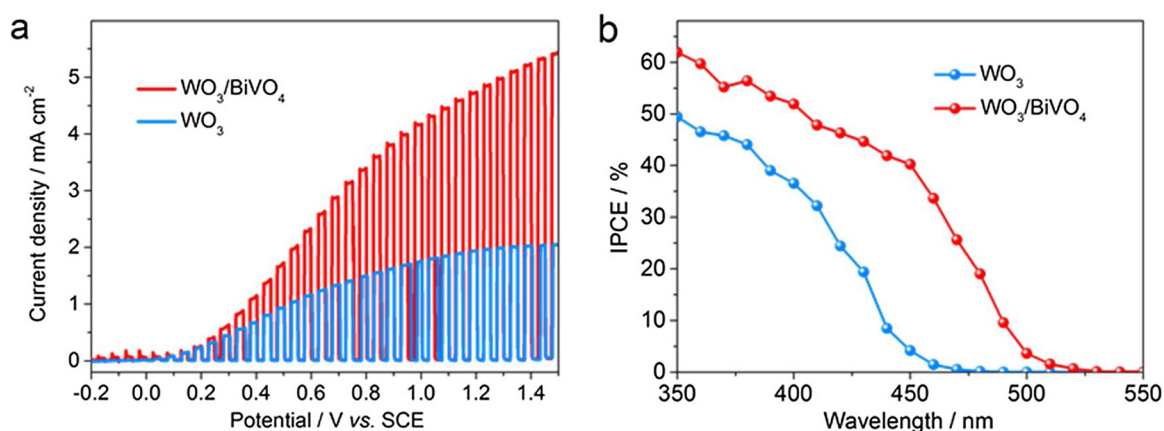 a
WO₃/BiVO₄
WO₃
Current density / mA cm⁻²
5
4
3
2
1
0
-0.2 0.0 0.2 0.4 0.6 0.8 1.0 1.2 1.4
Potential / V vs. SCE
b
WO₃
WO₃/BiVO₄
IPCE / %
60
50
40
30
20
10
0
350 400 450 500 550
Wavelength / nm